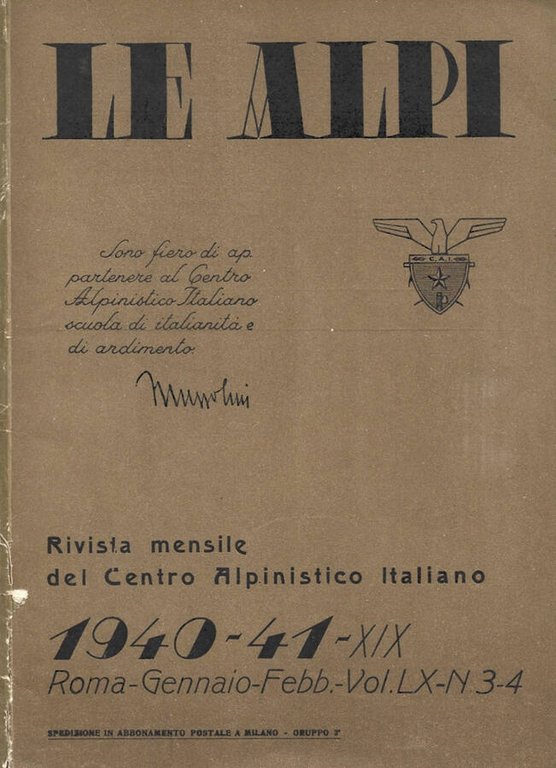 LE ALPI
Sono fiero di ap
partenere al Centro
Alpinistico Italiano
scuola di italianità e
di ardimento.
Mussolini
C.A.I.
Rivista mensile
del Centro Alpinistico Italiano
1940-41-XIX
Roma-Gennaio-Febb.-Vol.LX-N.3-4
SPEDIZIONE IN ABBONAMENTO POSTALE A MILANO - GRUPPO 3°